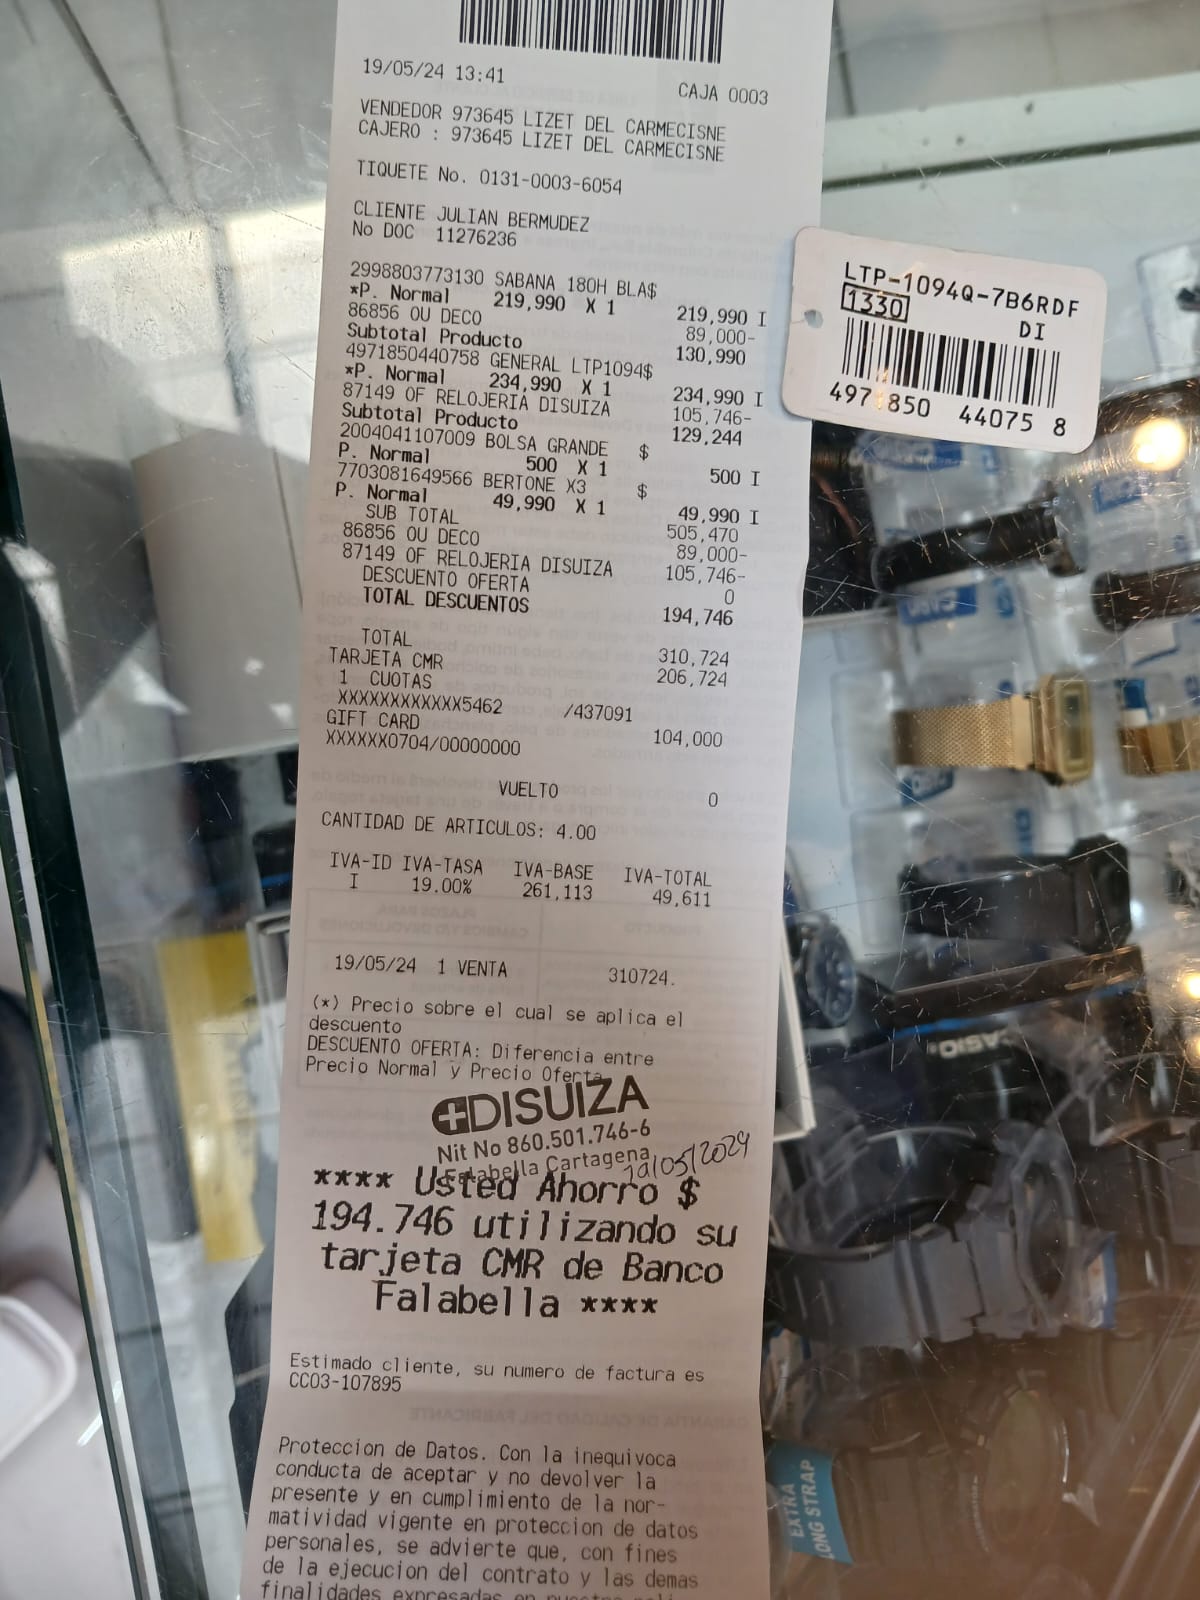 19/05/24 13:41
CAJA 0003
VENDEDOR 973645 LIZET DEL CARMECISNE
CAJERO : 973645 LIZET DEL CARMECISNE
TIQUETE No. 0131-0003-6054
CLIENTE JULIAN BERMUDEZ
No DOC 11276236
2998803773130 SABANA 180H BLA$
*P. Normal 219,990 X 1 219,990 I
86856 OU DECO 89,000-
Subtotal Producto 130,990
4971850440758 GENERAL LTP1094$
*P. Normal 234,990 X 1 234,990 I
87149 OF RELOJERIA DISUIZA 105,746-
Subtotal Producto 129,244
2004041107009 BOLSA GRANDE $
P. Normal 500 X 1 500 I
7703081649566 BERTONE X3 $
P. Normal 49,990 X 1 49,990 I
SUB TOTAL 505,470
86856 OU DECO 89,000-
87149 OF RELOJERIA DISUIZA 105,746-
DESCUENTO OFERTA 0
TOTAL DESCUENTOS 194,746
TOTAL 310,724
TARJETA CMR 206,724
1 CUOTAS
XXXXXXXXXXXX5462 /437091
GIFT CARD 104,000
XXXXXX0704/00000000
VUELTO 0
CANTIDAD DE ARTICULOS: 4.00
IVA-ID IVA-TASA IVA-BASE IVA-TOTAL
I 19.00% 261,113 49,611
19/05/24 1 VENTA 310724.
(*) Precio sobre el cual se aplica el
descuento
DESCUENTO OFERTA: Diferencia entre
Precio Normal y Precio Oferta
DISUIZA
Nit No 860.501.746-6
Falabella Cartagena
19/05/2024
**** Usted Ahorro $
194.746 utilizando su
tarjeta CMR de Banco
Falabella ****
Estimado cliente, su numero de factura es
CC03-107895
Proteccion de Datos. Con la inequivoca
conducta de aceptar y no devolver la
presente y en cumplimiento de la nor-
matividad vigente en proteccion de datos
personales, se advierte que, con fines
de la ejecucion del contrato y las demas
finalidades expresadas en nuestra
LTP-1094Q-7B6RDF
1330
DI
4971850 44075 8
CASIO
EXTRA
LONG STRAP